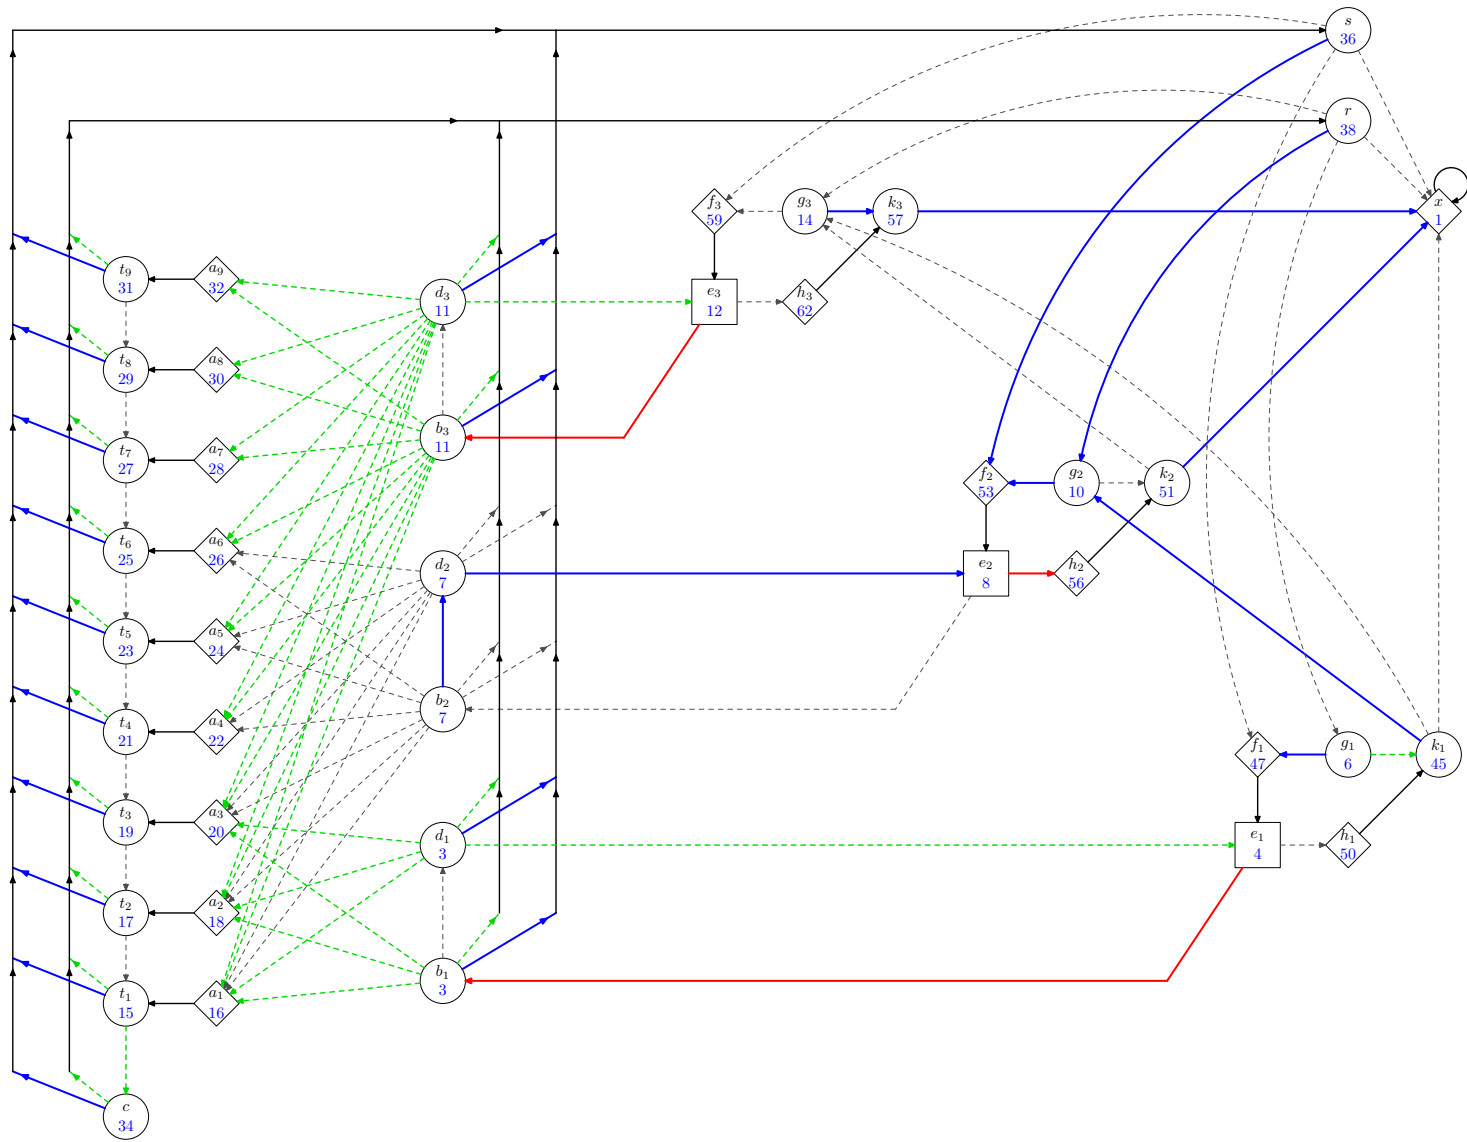 s
36
r
38
f₃
59
g₃
14
k₃
57
x
1
t₉
31
a₉
32
d₃
11
e₃
12
h₃
62
t₈
29
a₈
30
b₃
11
t₇
27
a₇
28
f₂
53
g₂
10
k₂
51
t₆
25
a₆
26
d₂
7
e₂
8
h₂
56
t₅
23
a₅
24
b₂
7
t₄
21
a₄
22
f₁
47
g₁
6
k₁
45
t₃
19
a₃
20
d₁
3
e₁
4
h₁
50
t₂
17
a₂
18
b₁
3
t₁
15
a₁
16
c
34